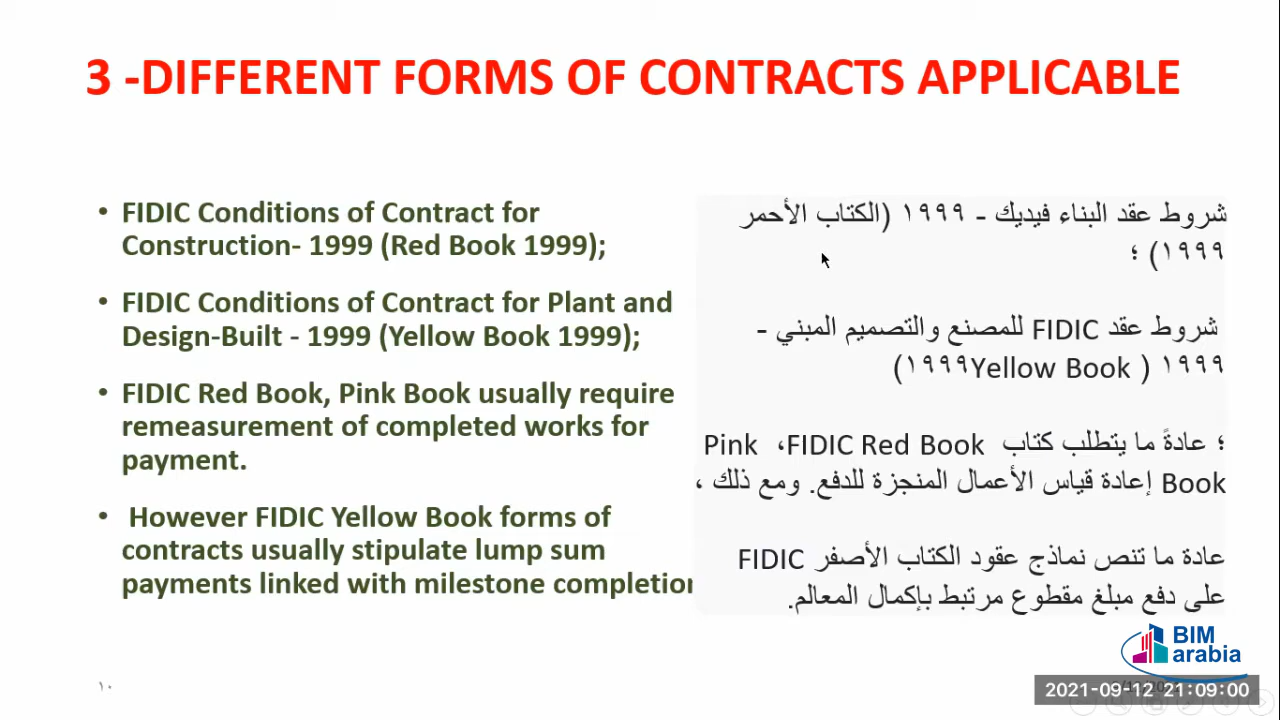 3 -DIFFERENT FORMS OF CONTRACTS APPLICABLE
• FIDIC Conditions of Contract for
Construction- 1999 (Red Book 1999);
• FIDIC Conditions of Contract for Plant and
Design-Built - 1999 (Yellow Book 1999);
• FIDIC Red Book, Pink Book usually require
remeasurement of completed works for
payment.
• However FIDIC Yellow Book forms of
contracts usually stipulate lump sum
payments linked with milestone completion
شروط عقد البناء فيديك - ١٩٩٩ (الكتاب الأحمر
١٩٩٩) ؛
شروط عقد FIDIC للمصنع والتصميم المبني -
١٩٩٩ ( Yellow Book١٩٩٩)
؛ عادةً ما يتطلب كتاب FIDIC Red Book، Pink
Book إعادة قياس الأعمال المنجزة للدفع. ومع ذلك ،
عادة ما تنص نماذج عقود الكتاب الأصفر FIDIC
على دفع مبلغ مقطوع مرتبط بإكمال المعالم.
BIM
arabia
١٠
2021-09-12 21:09:00